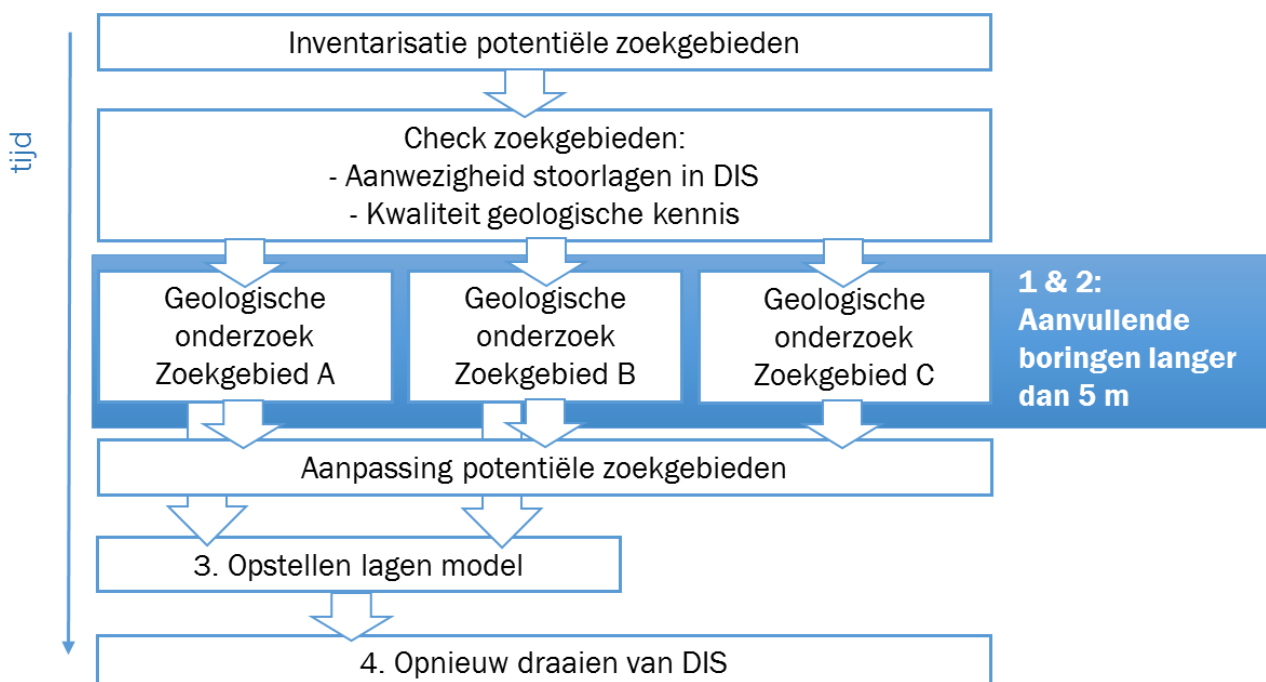 tijd
Inventarisatie potentiële zoekgebieden
Check zoekgebieden:
- Aanwezigheid stoorlagen in DIS
- Kwaliteit geologische kennis
Geologische
onderzoek
Zoekgebied A
Geologische
onderzoek
Zoekgebied B
Geologische
onderzoek
Zoekgebied C
1 & 2:
Aanvullende
boringen langer
dan 5 m
Aanpassing potentiële zoekgebieden
3. Opstellen lagen model
4. Opnieuw draaien van DIS